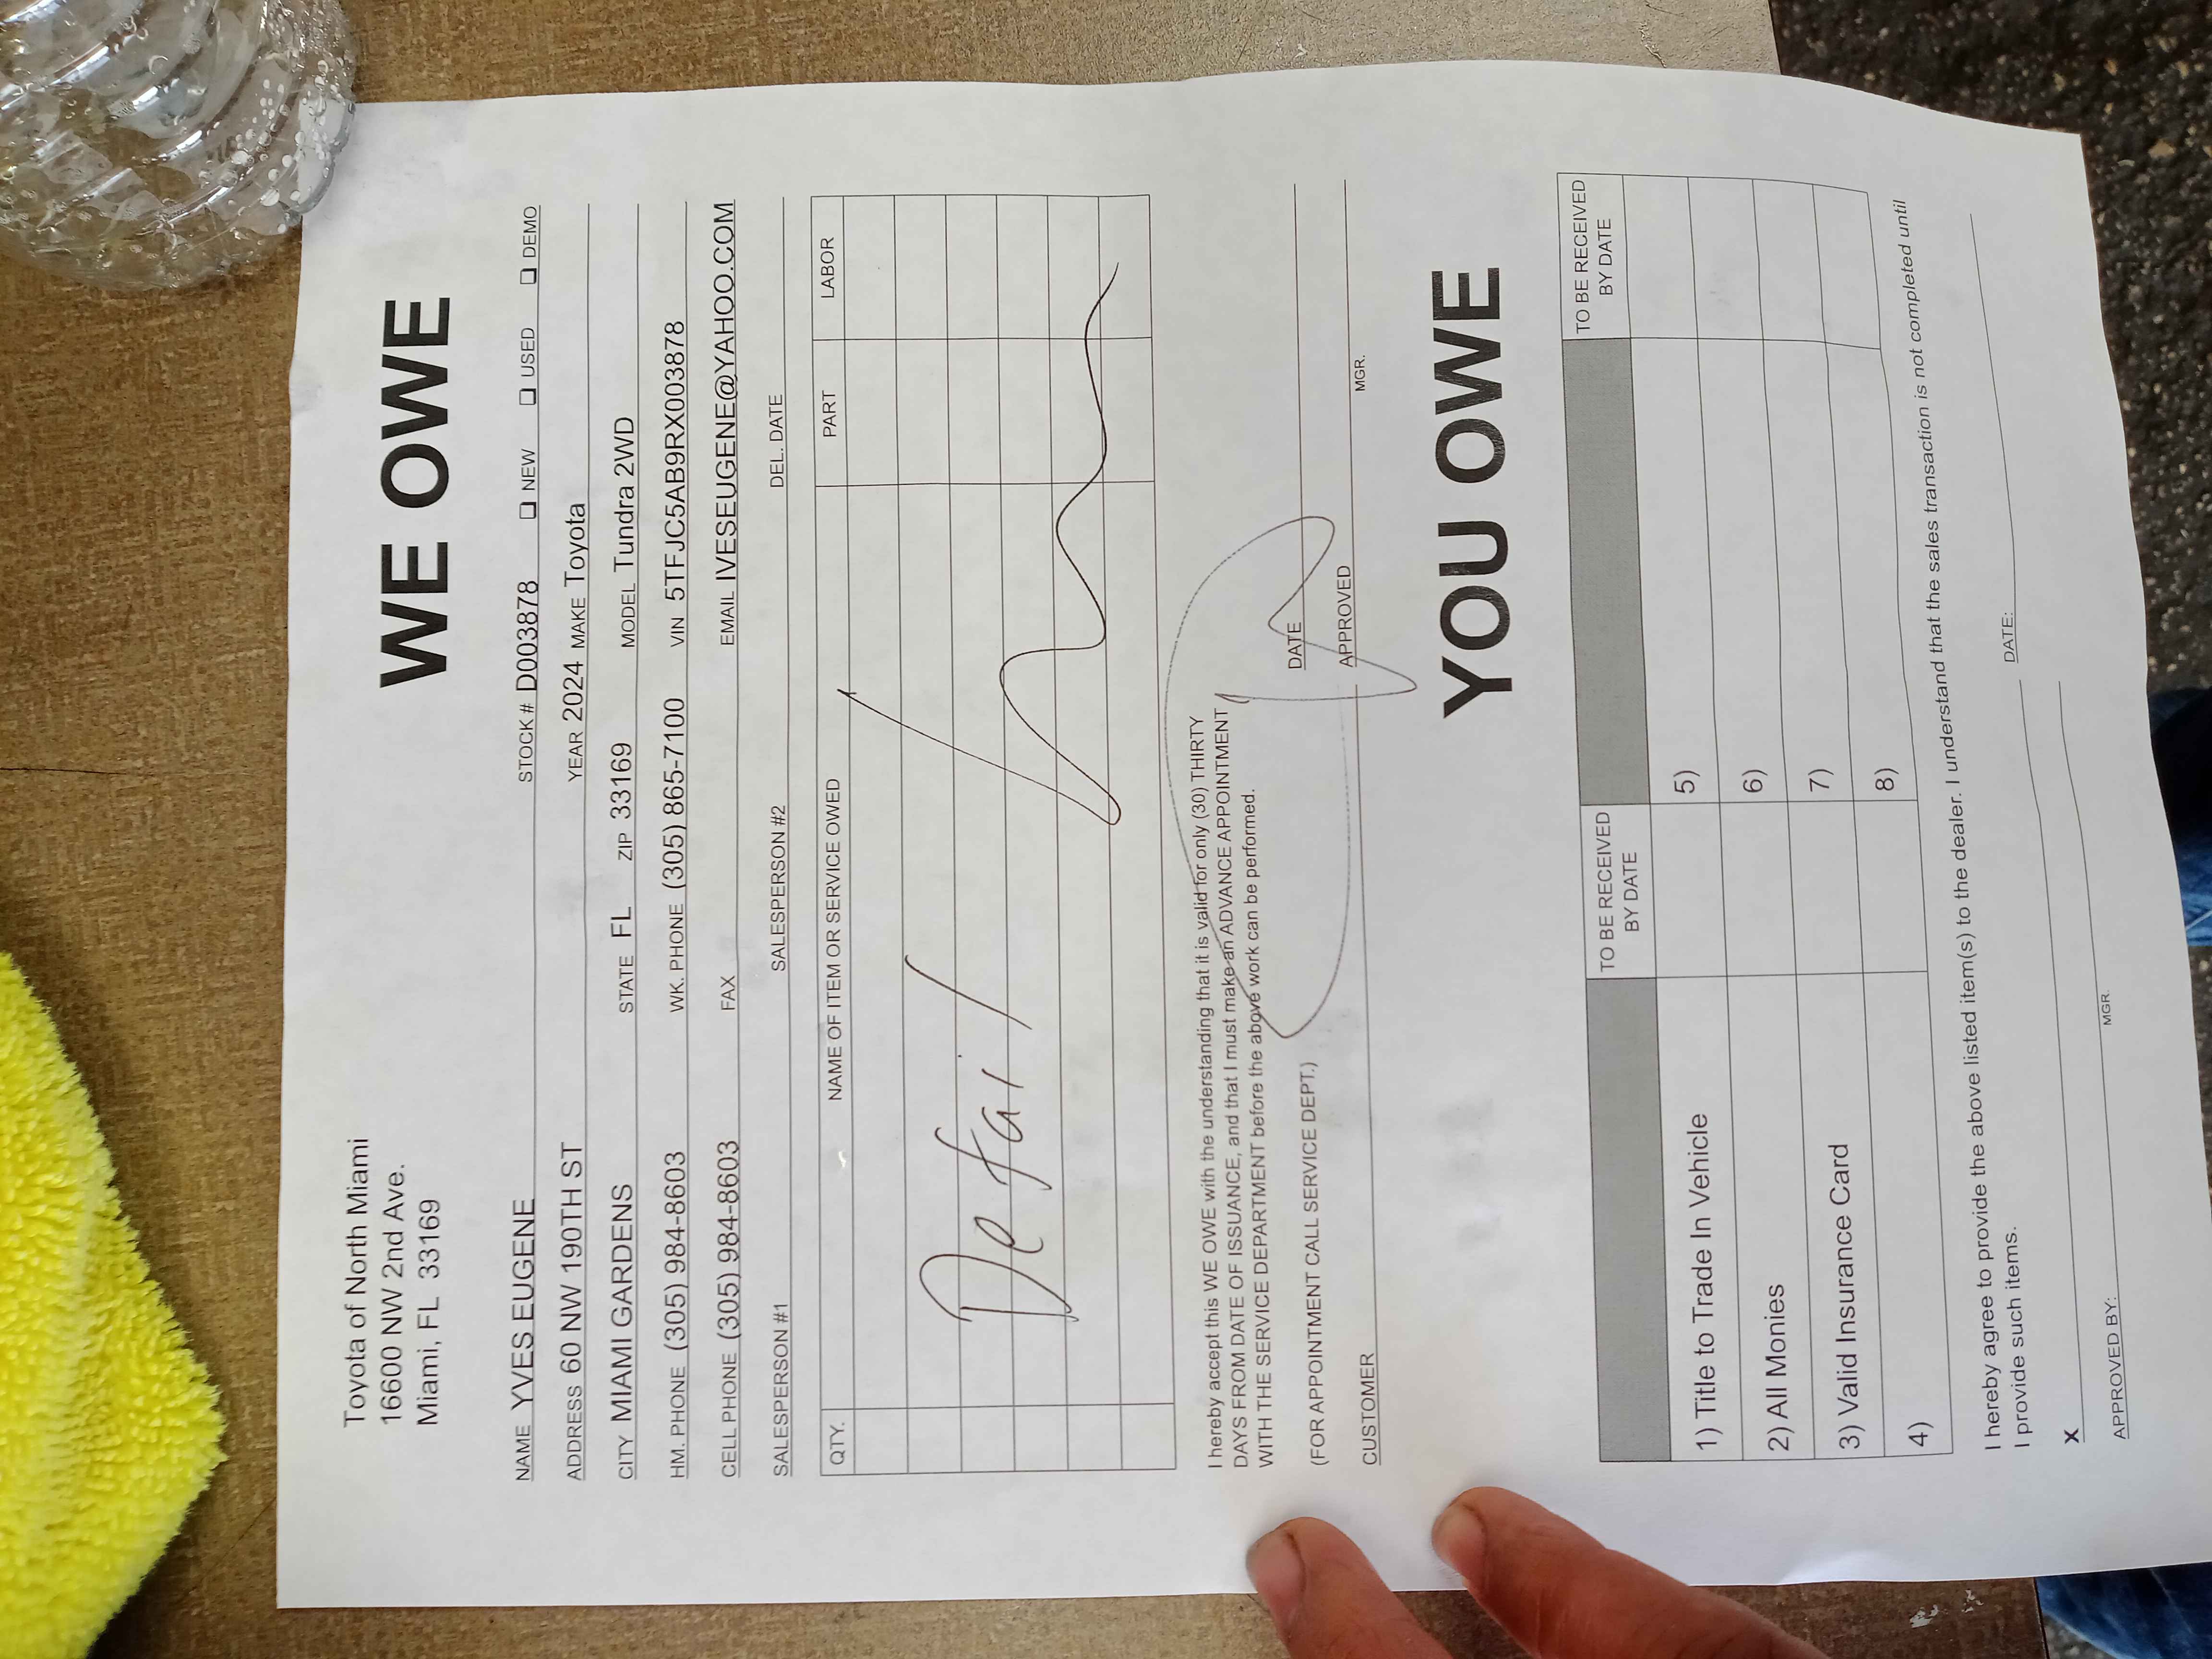 Toyota of North Miami
16600 NW 2nd Ave.
Miami, FL 33169
WE OWE
NAME YVES EUGENE STOCK # D003878 ❑ NEW ❑ USED ❑ DEMO
ADDRESS 60 NW 190TH ST YEAR 2024 MAKE Toyota
CITY MIAMI GARDENS STATE FL ZIP 33169 MODEL Tundra 2WD
HM. PHONE (305) 984-8603 WK. PHONE (305) 865-7100 VIN 5TFJC5AB9RX003878
CELL PHONE (305) 984-8603 FAX EMAIL IVESEUGENE@YAHOO.COM
SALESPERSON #1 SALESPERSON #2 DEL. DATE
QTY. NAME OF ITEM OR SERVICE OWED PART LABOR
Detail
I hereby accept this WE OWE with the understanding that it is valid for only (30) THIRTY
DAYS FROM DATE OF ISSUANCE, and that I must make an ADVANCE APPOINTMENT
WITH THE SERVICE DEPARTMENT before the above work can be performed.
(FOR APPOINTMENT CALL SERVICE DEPT.) DATE
CUSTOMER APPROVED
MGR.
YOU OWE
TO BE RECEIVED BY DATE TO BE RECEIVED BY DATE
1) Title to Trade In Vehicle 5)
2) All Monies 6)
3) Valid Insurance Card 7)
4) 8)
I hereby agree to provide the above listed item(s) to the dealer. I understand that the sales transaction is not completed until
I provide such items.
X DATE:
APPROVED BY:
MGR.